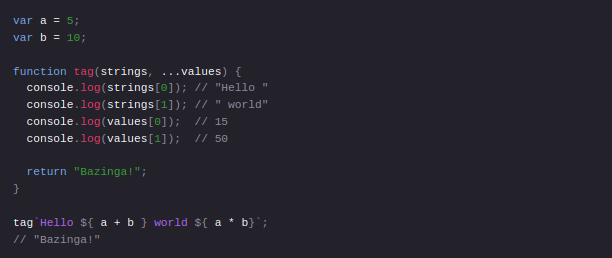 var a = 5;
var b = 10;
function tag(strings, ...values) {
console.log(strings[0]); // "Hello "
console.log(strings[1]); // " world"
console.log(values[0]);  // 15
console.log(values[1]);  // 50
return "Bazinga!";
}
tag`Hello ${ a + b } world ${ a * b}`;
// "Bazinga!"